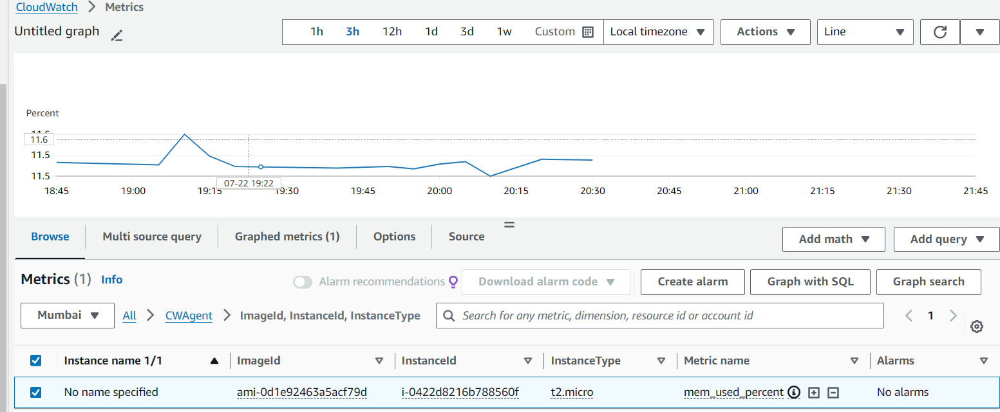 CloudWatch > Metrics
Untitled graph
1h 3h 12h 1d 3d 1w Custom Local timezone Actions Line
Percent
11.6
11.6
11.5
11.5
07-22 19:22
18:45 19:00 19:15 19:30 19:45 20:00 20:15 20:30 20:45 21:00 21:15 21:30 21:45
Browse Multi source query Graphed metrics (1) Options Source Add math Add query
Metrics (1) Info Alarm recommendations Download alarm code Create alarm Graph with SQL Graph search
Mumbai All > CWAgent > ImageId, InstanceId, InstanceType Search for any metric, dimension, resource id or account id 1
Instance name 1/1 ImageId InstanceId InstanceType Metric name Alarms
No name specified ami-0d1e92463a5acf79d i-0422d8216b788560f t2.micro mem_used_percent No alarms